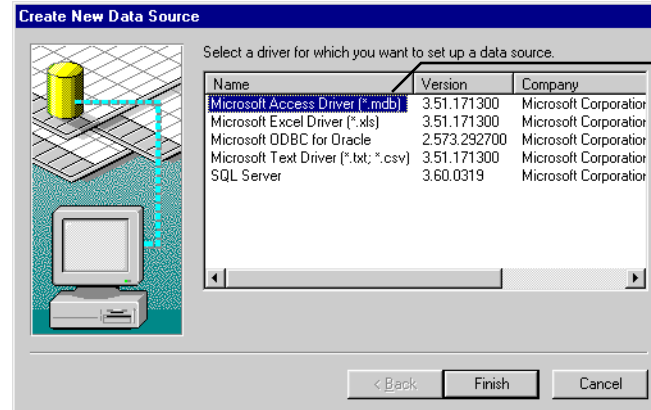 Create New Data Source
Select a driver for which you want to set up a data source.
Name Version Company
Microsoft Access Driver (*.mdb) 3.51.171300 Microsoft Corporation
Microsoft Excel Driver (*.xls) 3.51.171300 Microsoft Corporation
Microsoft ODBC for Oracle 2.573.292700 Microsoft Corporation
Microsoft Text Driver (*.txt; *.csv) 3.51.171300 Microsoft Corporation
SQL Server 3.60.0319 Microsoft Corporation
< Back Finish Cancel